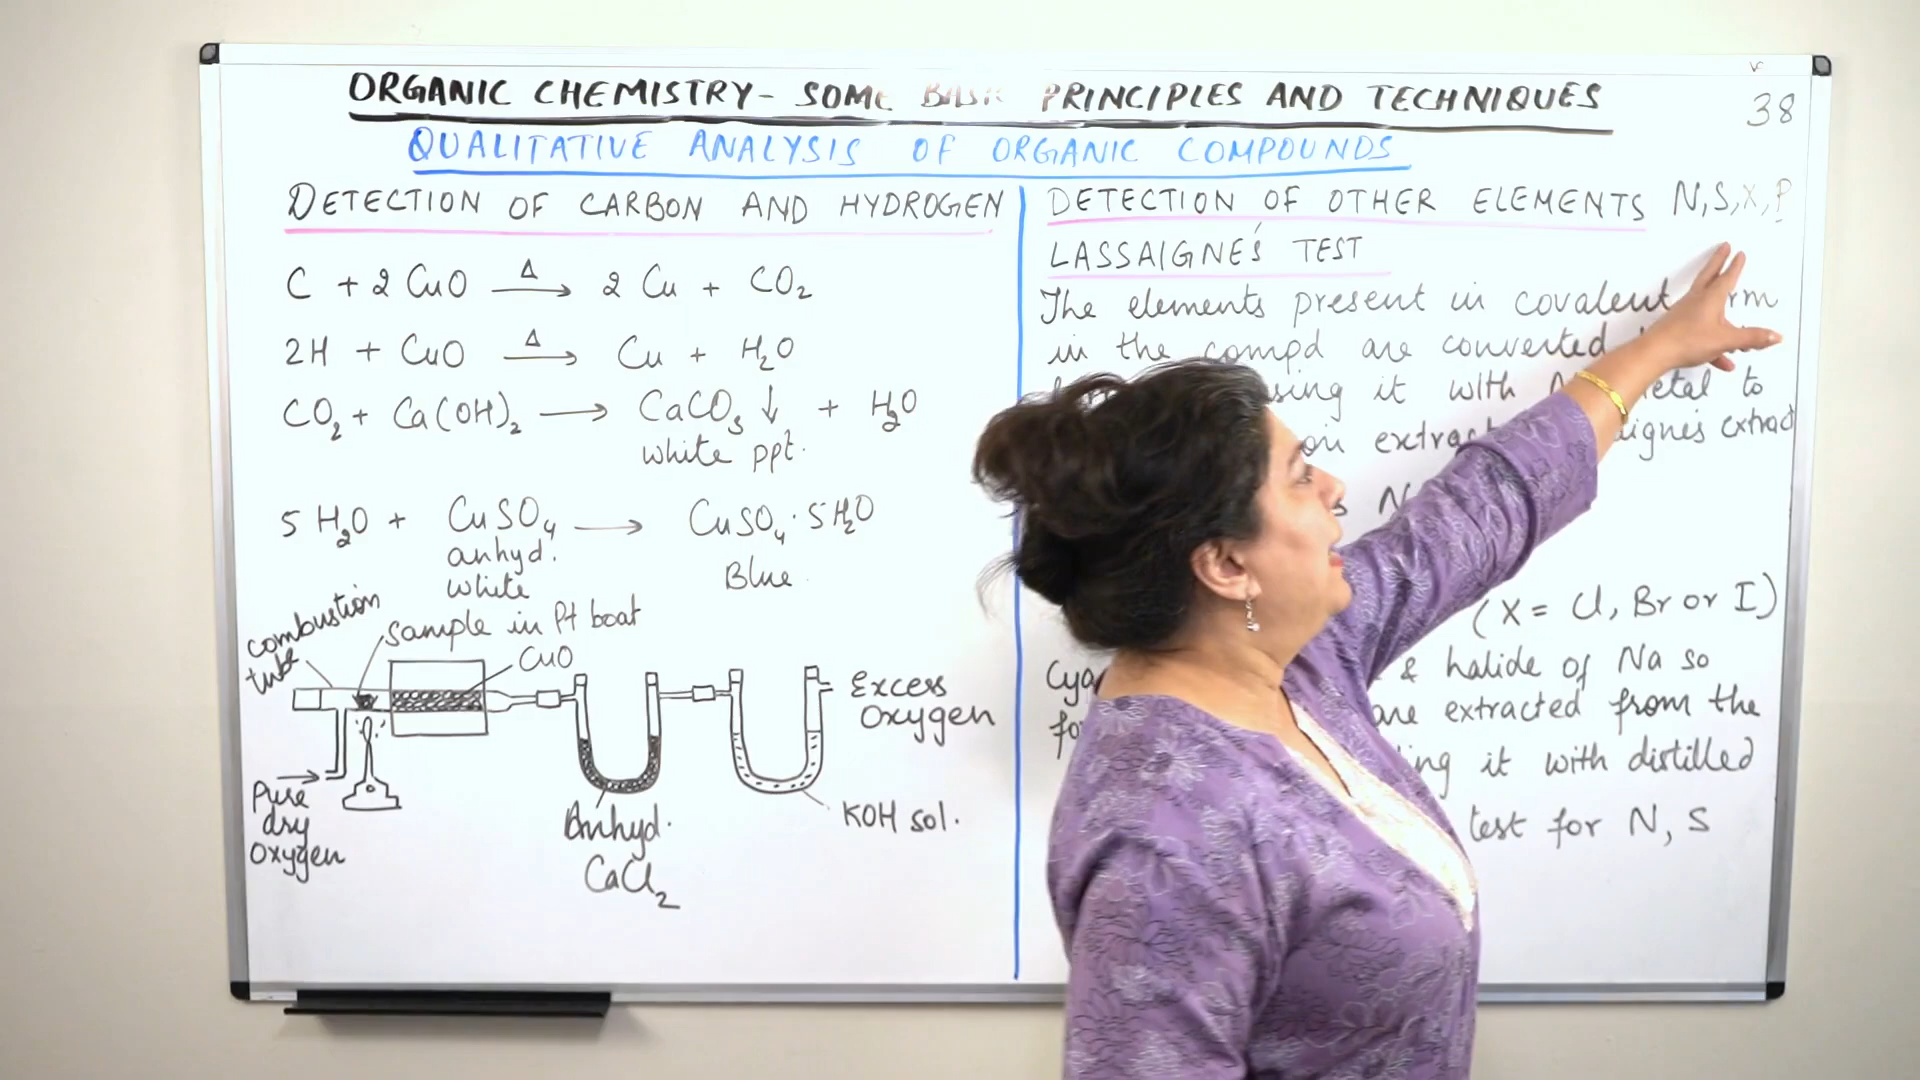 ORGANIC CHEMISTRY - SOME BASIC PRINCIPLES AND TECHNIQUES
38
QUALITATIVE ANALYSIS OF ORGANIC COMPOUNDS
DETECTION OF CARBON AND HYDROGEN
C + 2 CuO —Δ→ 2 Cu + CO₂
2H + CuO —Δ→ Cu + H₂O
CO₂ + Ca(OH)₂ → CaCO₃ ↓ + H₂O
white ppt.
5 H₂O + CuSO₄ → CuSO₄·5H₂O
anhyd.
white
Blue
combustion
tube
Sample in Pt boat
CuO
Excess
Oxygen
Pure
dry
Oxygen
Anhyd.
CaCl₂
KOH sol.
DETECTION OF OTHER ELEMENTS N, S, X, P
LASSAIGNE'S TEST
The elements present in covalent
in the compd are converted
it with to
extract
N
(X = Cl, Br or I)
& halide of Na so
are extracted from the
it with distilled
test for N, S